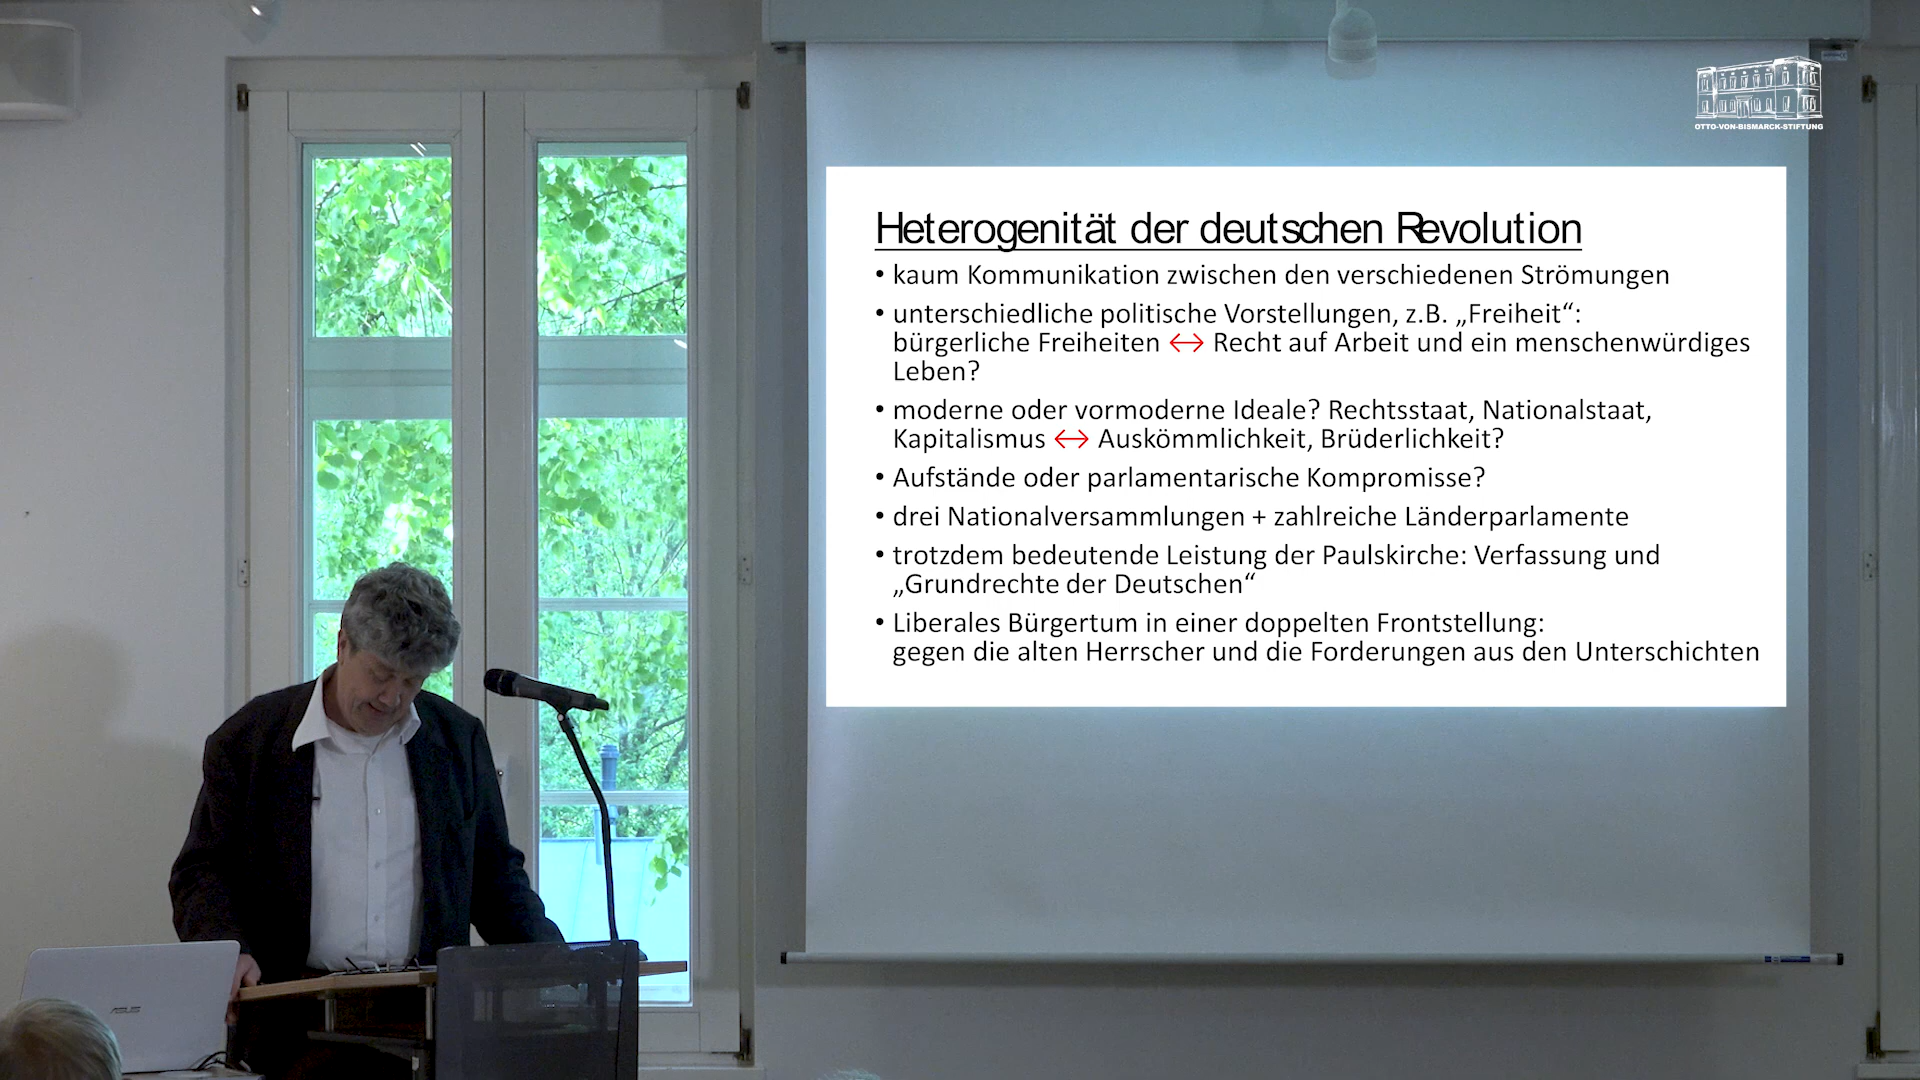 OTTO-VON-BISMARCK-STIFTUNG
Heterogenität der deutschen Revolution
• kaum Kommunikation zwischen den verschiedenen Strömungen
• unterschiedliche politische Vorstellungen, z.B. „Freiheit“:
bürgerliche Freiheiten ↔ Recht auf Arbeit und ein menschenwürdiges
Leben?
• moderne oder vormoderne Ideale? Rechtsstaat, Nationalstaat,
Kapitalismus ↔ Auskömmlichkeit, Brüderlichkeit?
• Aufstände oder parlamentarische Kompromisse?
• drei Nationalversammlungen + zahlreiche Länderparlamente
• trotzdem bedeutende Leistung der Paulskirche: Verfassung und
„Grundrechte der Deutschen“
• Liberales Bürgertum in einer doppelten Frontstellung:
gegen die alten Herrscher und die Forderungen aus den Unterschichten
ASUS